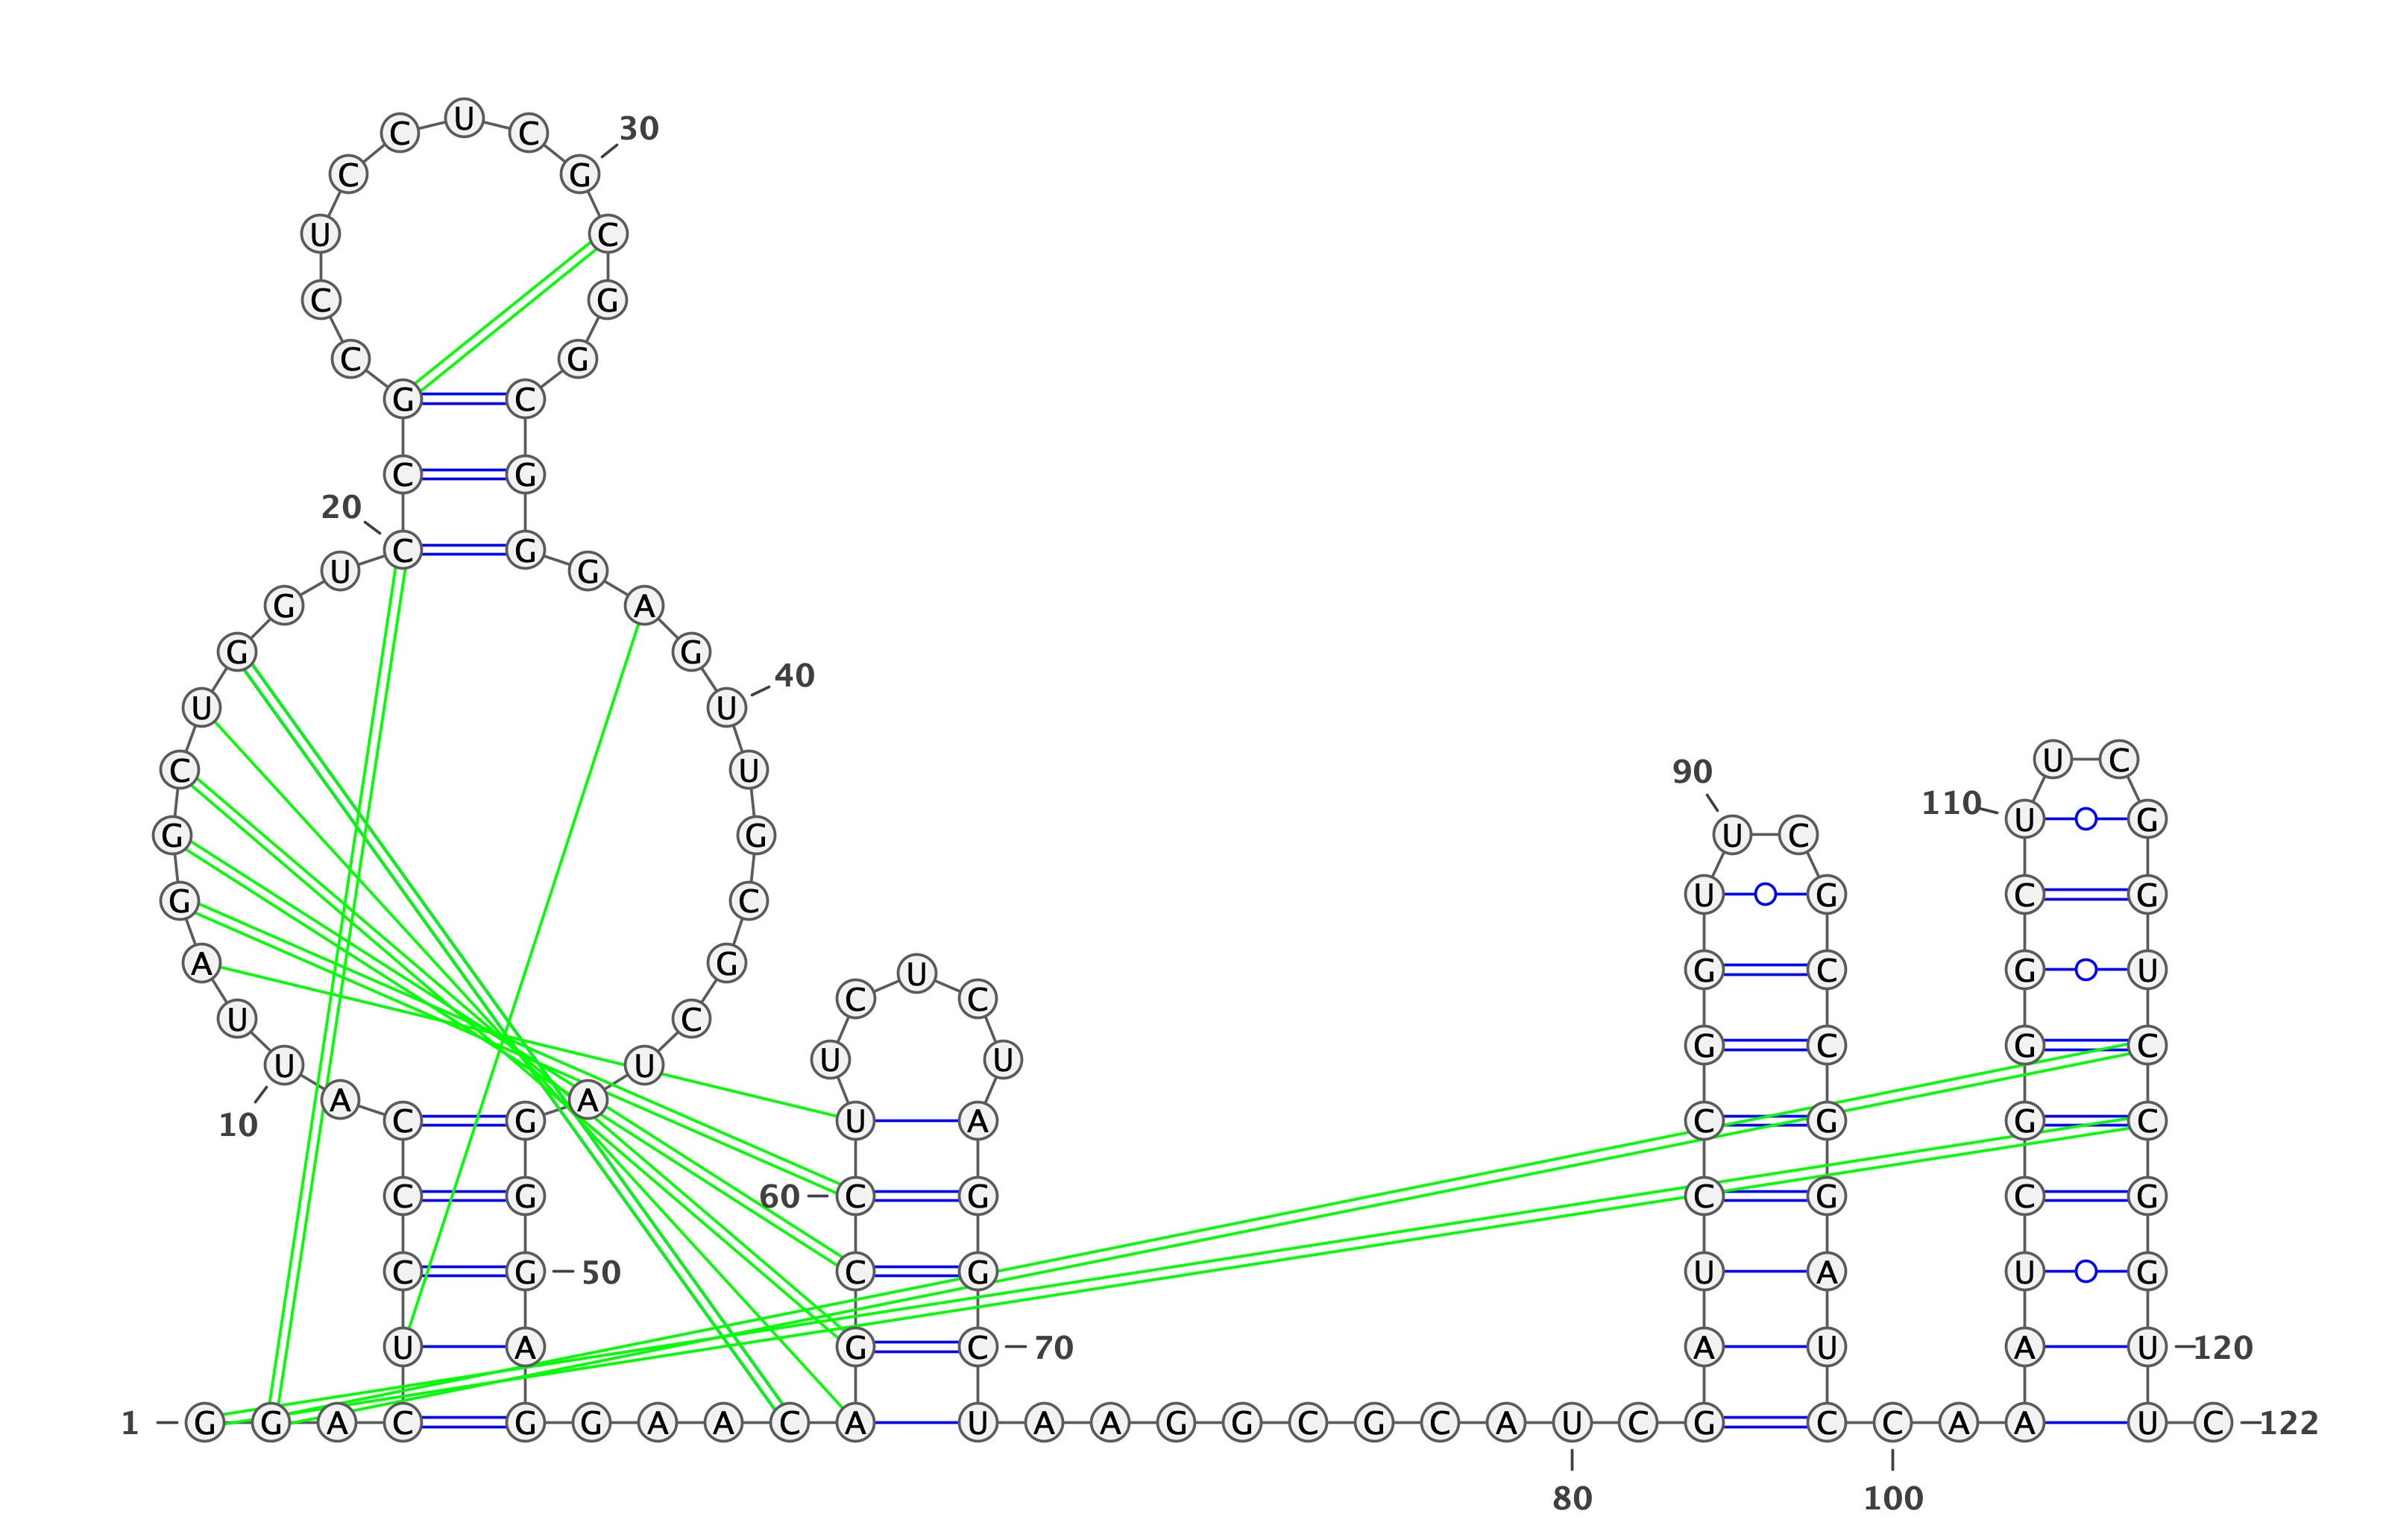 U
C C 30
C G
U C
C G
C G
G C
C G
20
C G
U G
G A
G G
40
U U
U C
C U 90
110 U G
G G U C
C C U G C G
A G U G C G U
C C
U C
G C G C
U U U U
A A
C G U A C G G C
10
C G 60 C G C G C G
C G 50 C G U A U G
U A G C 70 A U A U 120
1 G G A C G G A A C A U A A G G C G C A U C G C C A A U C 122
80 100